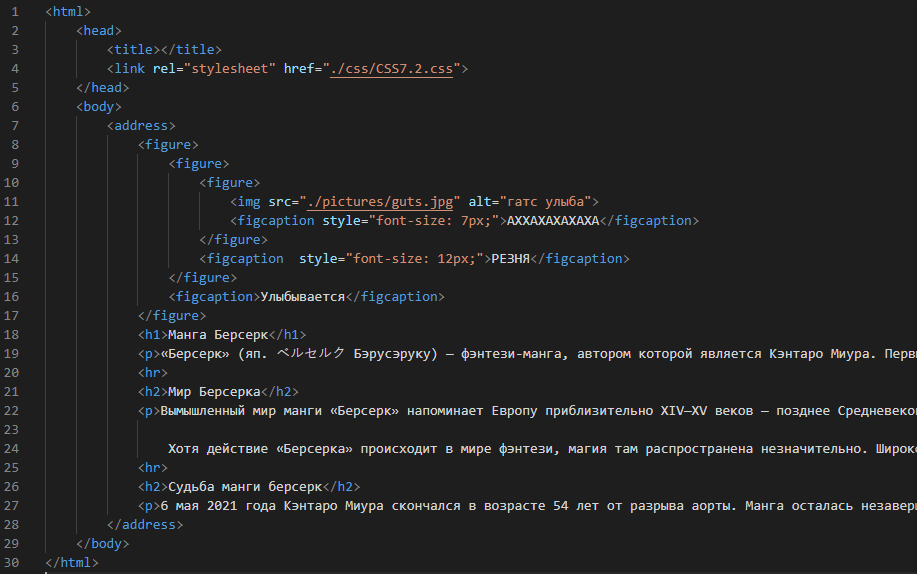 1 <html>
2 <head>
3 <title></title>
4 <link rel="stylesheet" href="./css/CSS7.2.css">
5 </head>
6 <body>
7 <address>
8 <figure>
9 <figure>
10 <figure>
11 <img src="./pictures/guts.jpg" alt="гатс улыба">
12 <figcaption style="font-size: 7px;">АХХАХАХАХАХА</figcaption>
13 </figure>
14 <figcaption  style="font-size: 12px;">РЕЗНЯ</figcaption>
15 </figure>
16 <figcaption>Улыбывается</figcaption>
17 </figure>
18 <h1>Манга Берсерк</h1>
19 <p>«Берсерк» (яп. ベルセルク Бэрусэруку) — фэнтези-манга, автором которой является Кэнтаро Миура. Перв
20 <hr>
21 <h2>Мир Берсерка</h2>
22 <p>Вымышленный мир манги «Берсерк» напоминает Европу приблизительно XIV—XV веков — позднее Средневеков
23
24 Хотя действие «Берсерка» происходит в мире фэнтези, магия там распространена незначительно. Широко
25 <hr>
26 <h2>Судьба манги берсерк</h2>
27 <p>6 мая 2021 года Кэнтаро Миура скончался в возрасте 54 лет от разрыва аорты. Манга осталась незавер
28 </address>
29 </body>
30 </html>